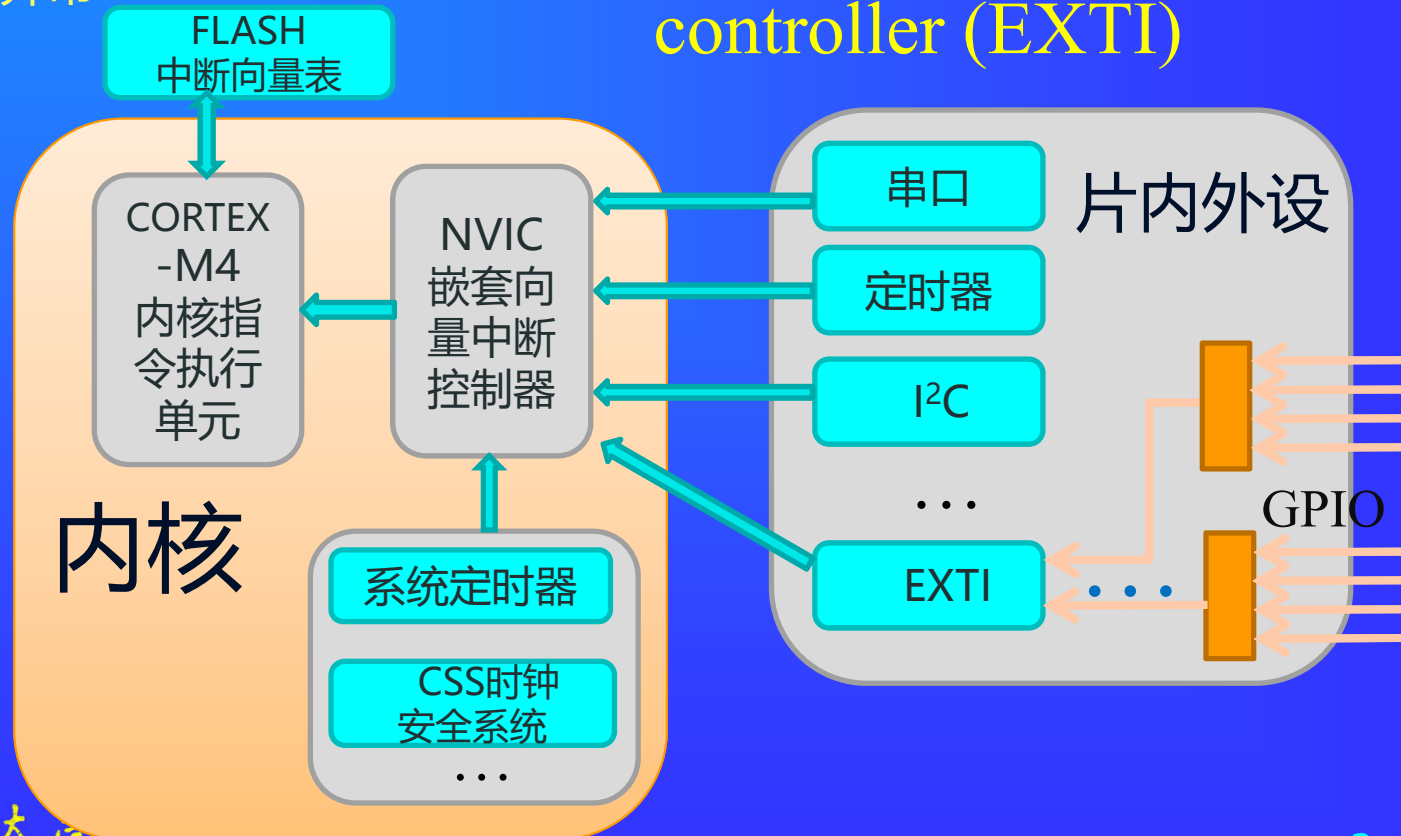 controller (EXTI)
FLASH
中断向量表
CORTEX
-M4
内核指
令执行
单元
NVIC
嵌套向
量中断
控制器
内核
系统定时器
CSS时钟
安全系统
...
片内外设
串口
定时器
I²C
...
EXTI
...
GPIO